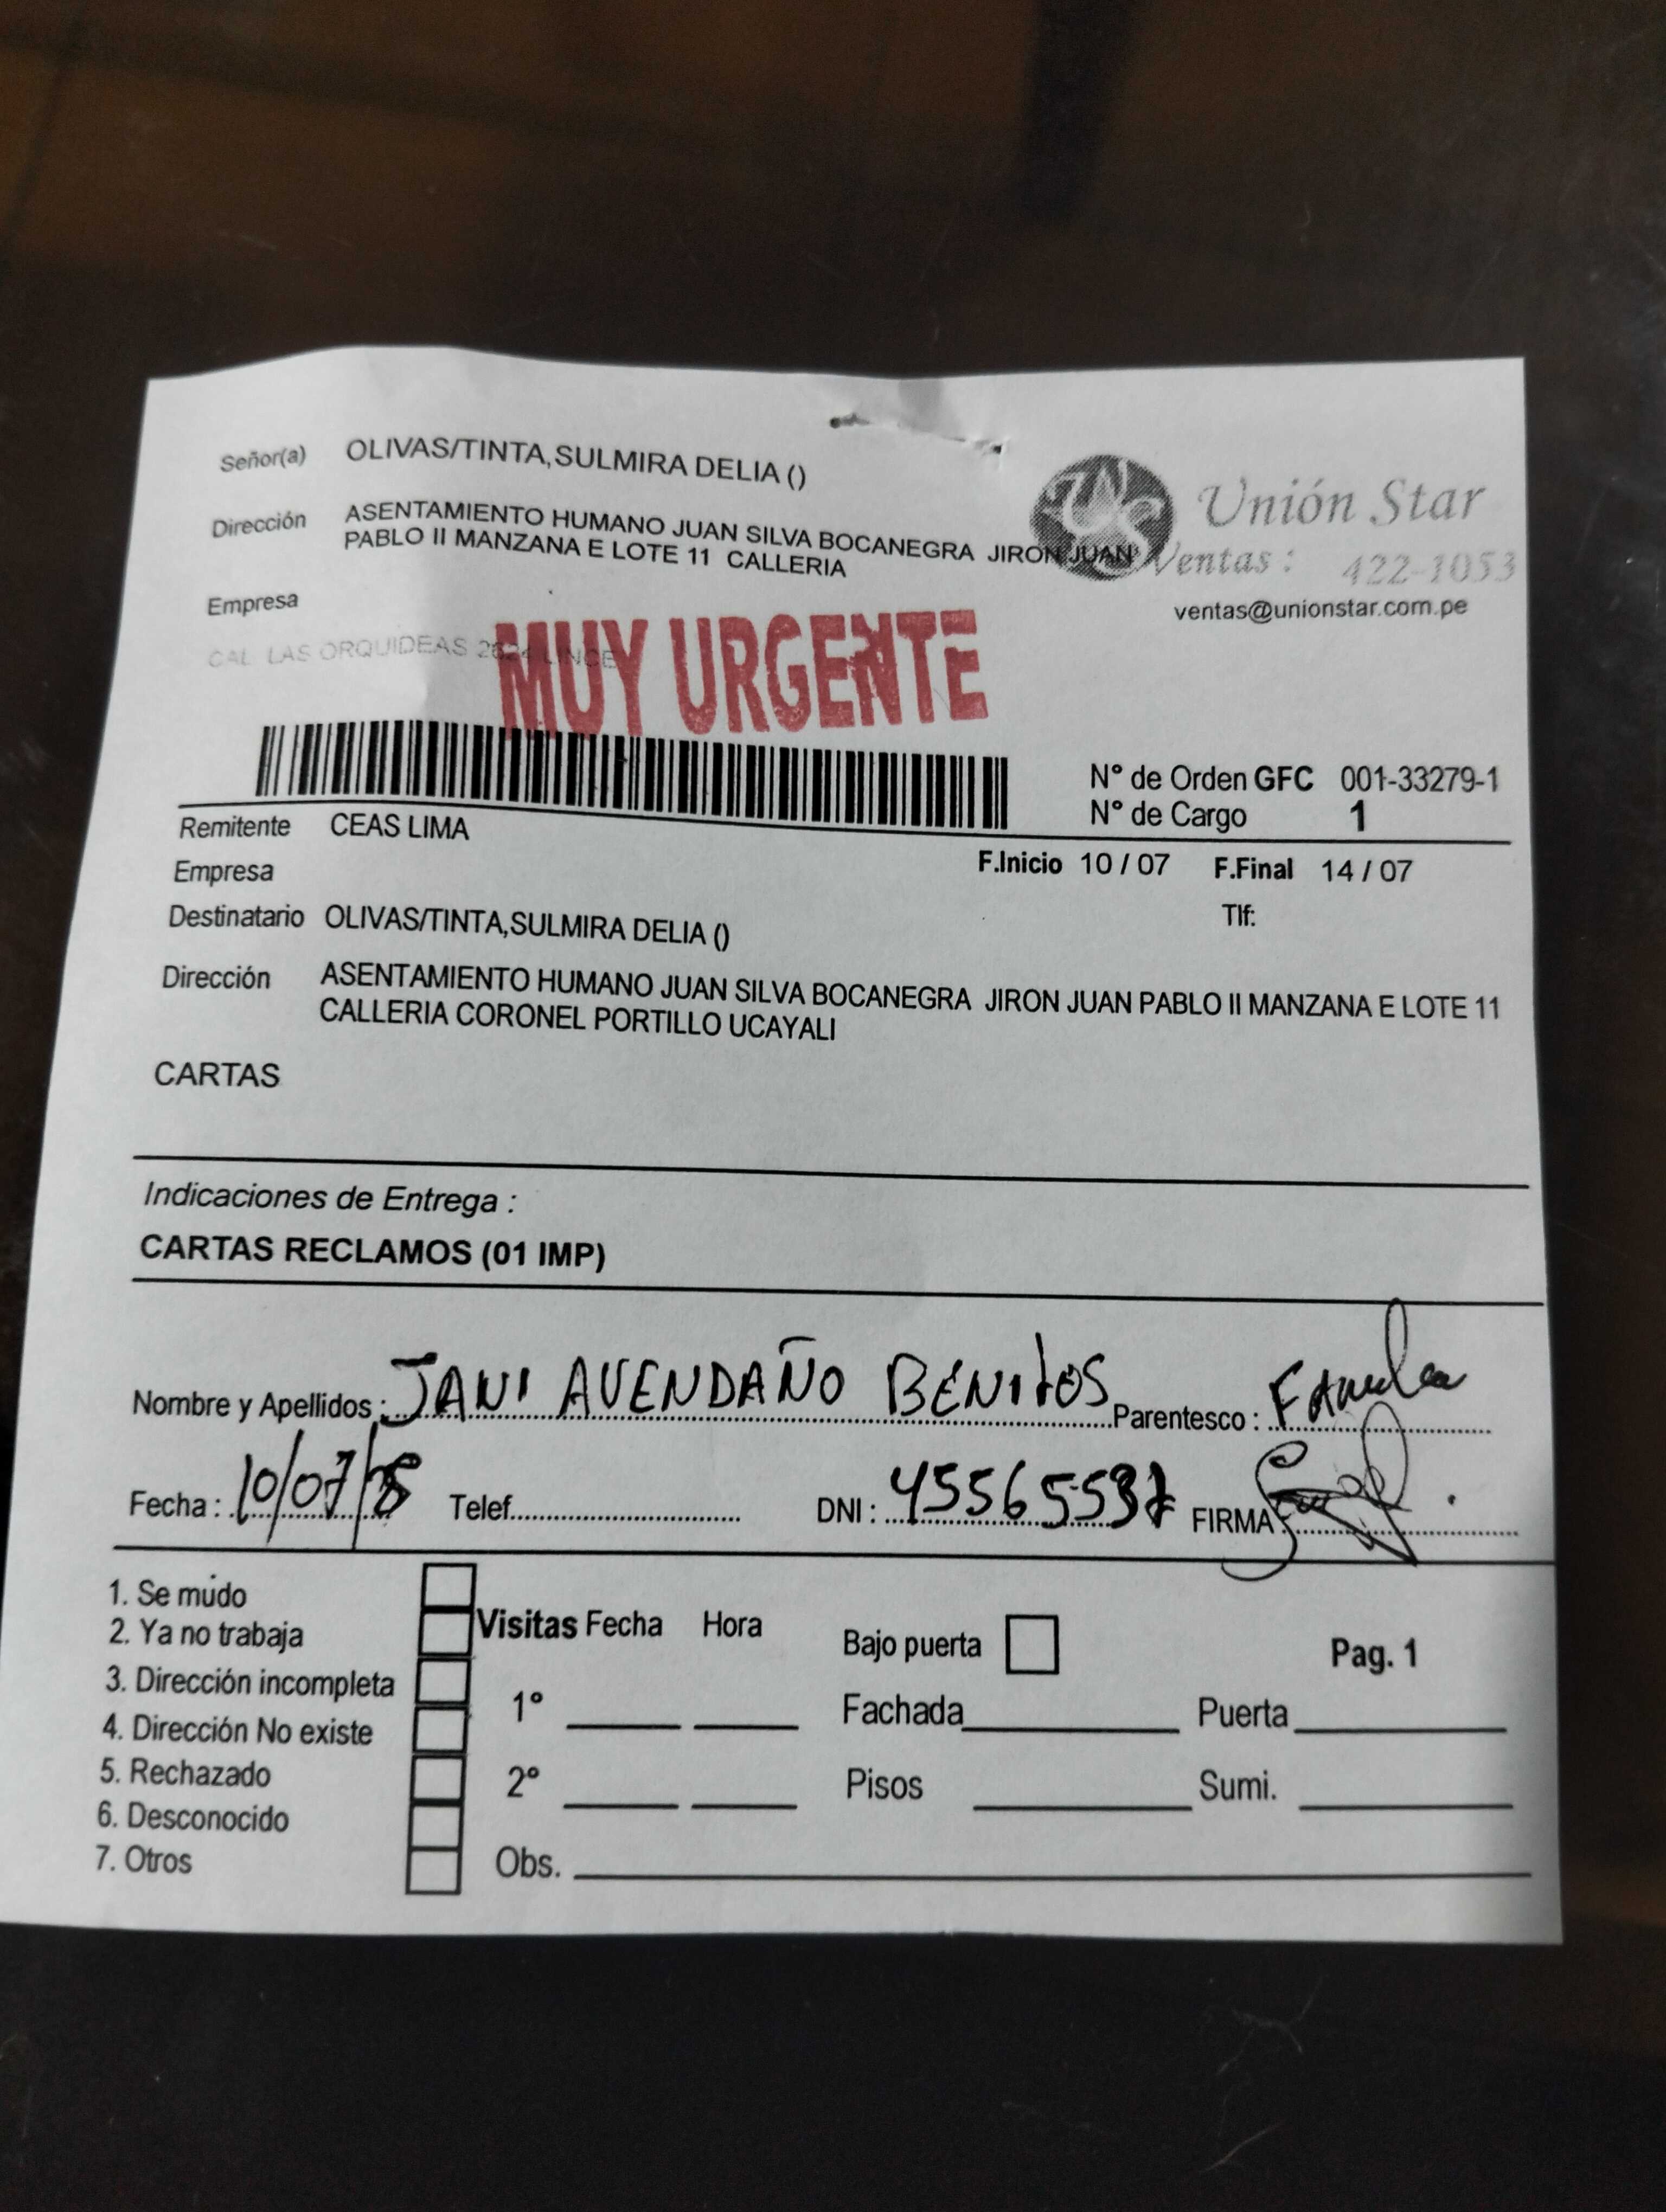 Señor(a) OLIVAS/TINTA,SULMIRA DELIA ()
Dirección ASENTAMIENTO HUMANO JUAN SILVA BOCANEGRA JIRON JUAN
PABLO II MANZANA E LOTE 11 CALLERIA
Unión Star
Ventas : 422-1053
ventas@unionstar.com.pe
Empresa
CAL LAS ORQUIDEAS LINCE
MUY URGENTE
N° de Orden GFC 001-33279-1
N° de Cargo 1
Remitente CEAS LIMA
Empresa F.Inicio 10 / 07 F.Final 14 / 07
Destinatario OLIVAS/TINTA,SULMIRA DELIA () Tlf:
Dirección ASENTAMIENTO HUMANO JUAN SILVA BOCANEGRA JIRON JUAN PABLO II MANZANA E LOTE 11
CALLERIA CORONEL PORTILLO UCAYALI
CARTAS
Indicaciones de Entrega :
CARTAS RECLAMOS (01 IMP)
Nombre y Apellidos : JANI AVENDAÑO BENITOS Parentesco :
Fecha : 10/07/ Telef. DNI : FIRMA :
1. Se mudo
2. Ya no trabaja
3. Dirección incompleta
4. Dirección No existe
5. Rechazado
6. Desconocido
7. Otros
Visitas Fecha Hora Bajo puerta Pag. 1
1° Fachada Puerta
2° Pisos Sumi.
Obs.